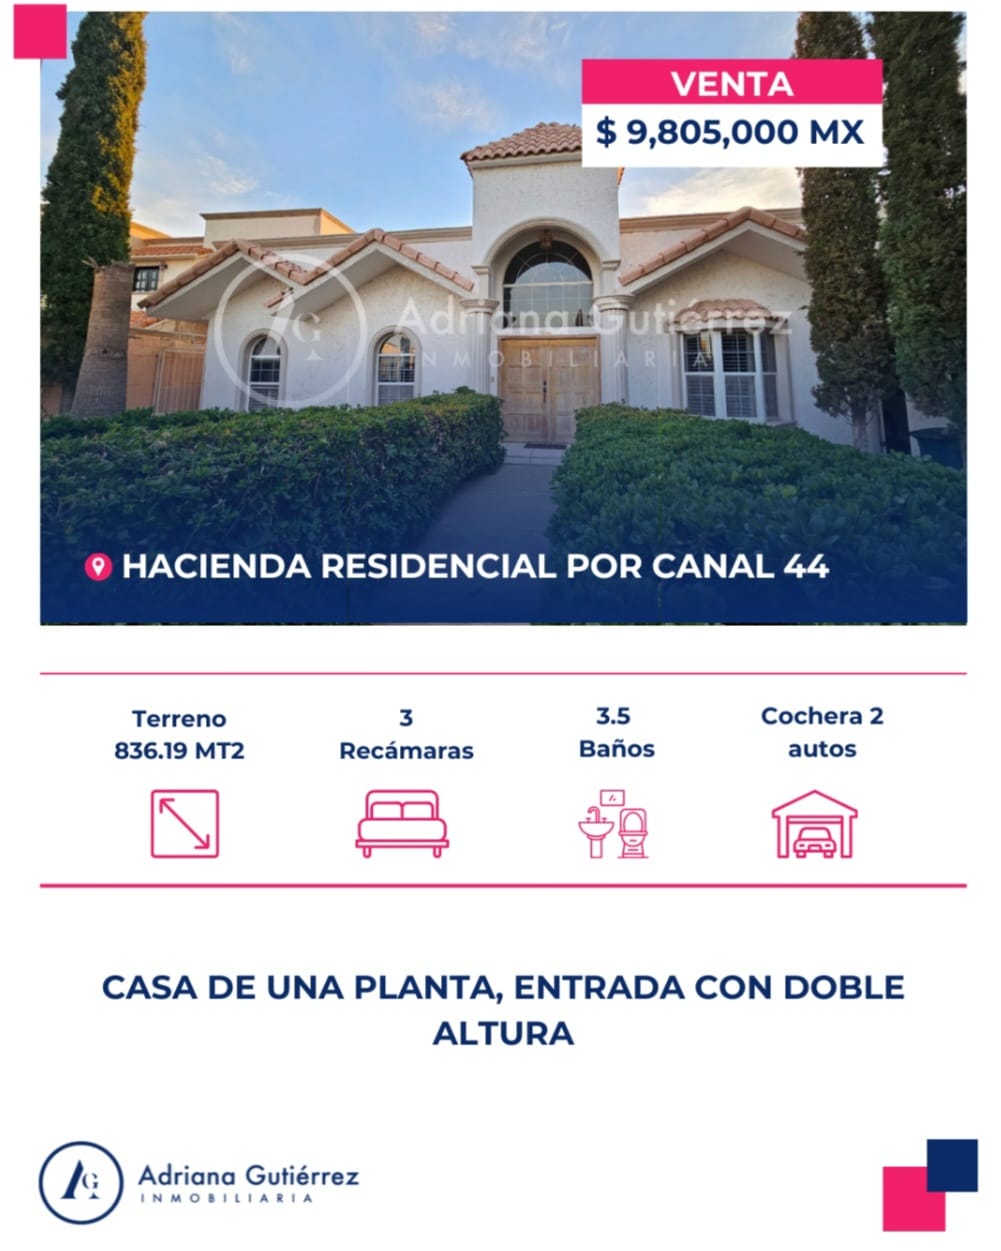 VENTA
$ 9,805,000 MX
Adriana Gutiérrez
INMOBILIARIA
HACIENDA RESIDENCIAL POR CANAL 44
Terreno
836.19 MT2
3
Recámaras
3.5
Baños
Cochera 2
autos
CASA DE UNA PLANTA, ENTRADA CON DOBLE
ALTURA
AG
Adriana Gutiérrez
INMOBILIARIA